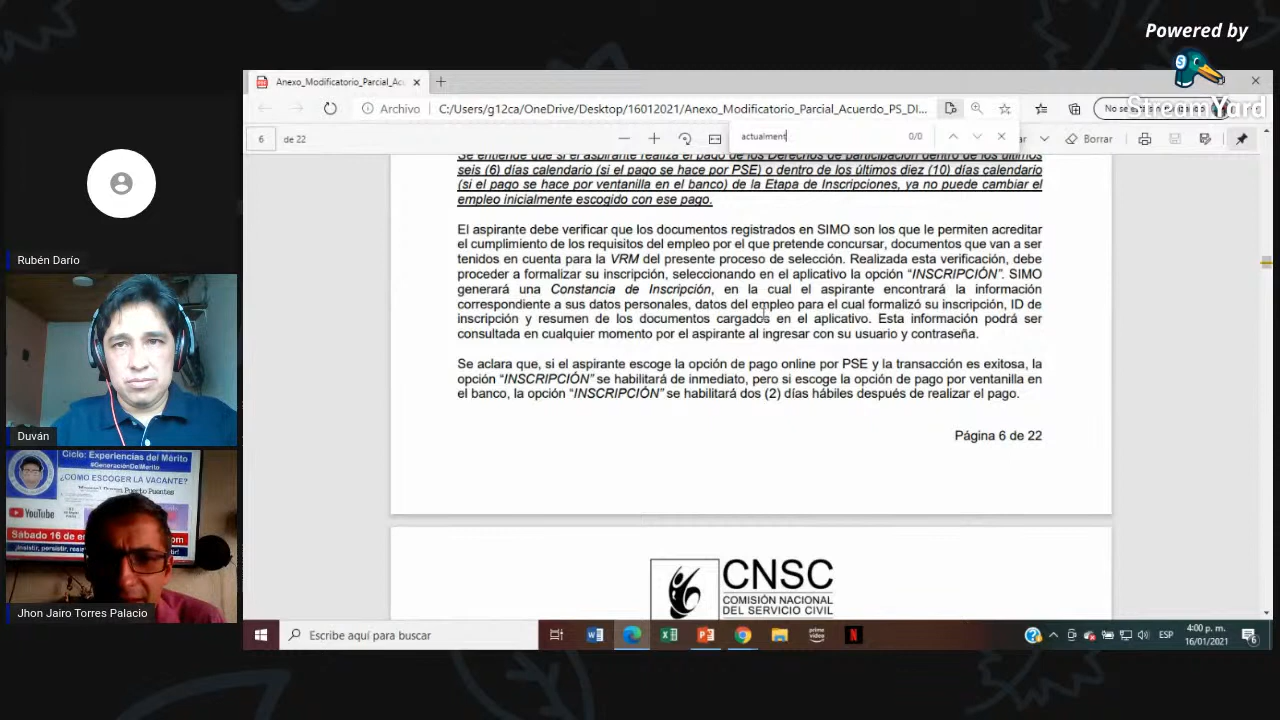 Powered by
StreamYard
Anexo_Modificatorio_Parcial_Acu
Archivo
C:/Users/g12ca/OneDrive/Desktop/16012021/Anexo_Modificatorio_Parcial_Acuerdo_PS_DI...
6
de 22
actualment
0/0
Borrar
Se entiende que si el aspirante realiza el pago de los Derechos de participación dentro de los últimos
seis (6) días calendario (si el pago se hace por PSE) o dentro de los últimos diez (10) días calendario
(si el pago se hace por ventanilla en el banco) de la Etapa de Inscripciones, ya no puede cambiar el
empleo inicialmente escogido con ese pago.
El aspirante debe verificar que los documentos registrados en SIMO son los que le permiten acreditar
el cumplimiento de los requisitos del empleo por el que pretende concursar, documentos que van a ser
tenidos en cuenta para la VRM del presente proceso de selección. Realizada esta verificación, debe
proceder a formalizar su inscripción, seleccionando en el aplicativo la opción “INSCRIPCIÓN”. SIMO
generará una Constancia de Inscripción, en la cual el aspirante encontrará la información
correspondiente a sus datos personales, datos del empleo para el cual formalizó su inscripción, ID de
inscripción y resumen de los documentos cargados en el aplicativo. Esta información podrá ser
consultada en cualquier momento por el aspirante al ingresar con su usuario y contraseña.
Se aclara que, si el aspirante escoge la opción de pago online por PSE y la transacción es exitosa, la
opción “INSCRIPCIÓN” se habilitará de inmediato, pero si escoge la opción de pago por ventanilla en
el banco, la opción “INSCRIPCIÓN” se habilitará dos (2) días hábiles después de realizar el pago.
Página 6 de 22
CNSC
COMISIÓN NACIONAL
DEL SERVICIO CIVIL
Rubén Darío
Duván
Ciclo: Experiencias del Mérito
#GeneraciónDelMérito
¿COMO ESCOGER LA VACANTE?
Puerto Puentes
YouTube
Sábado 16 de
Jhon Jairo Torres Palacio
Escribe aquí para buscar
prime
video
N
ESP
4:00 p. m.
16/01/2021
6